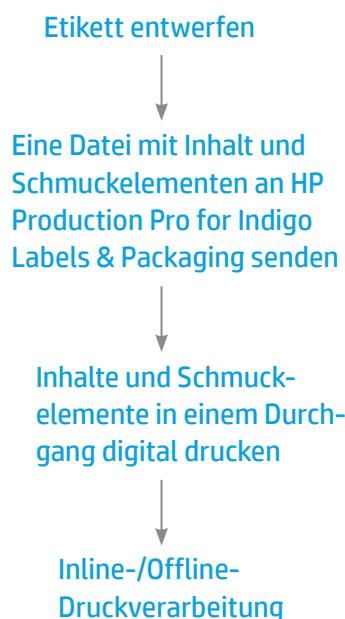 Etikett entwerfen
Eine Datei mit Inhalt und
Schmuckelementen an HP
Production Pro for Indigo
Labels & Packaging senden
Inhalte und Schmuck-
elemente in einem Durch-
gang digital drucken
Inline-/Offline-
Druckverarbeitung